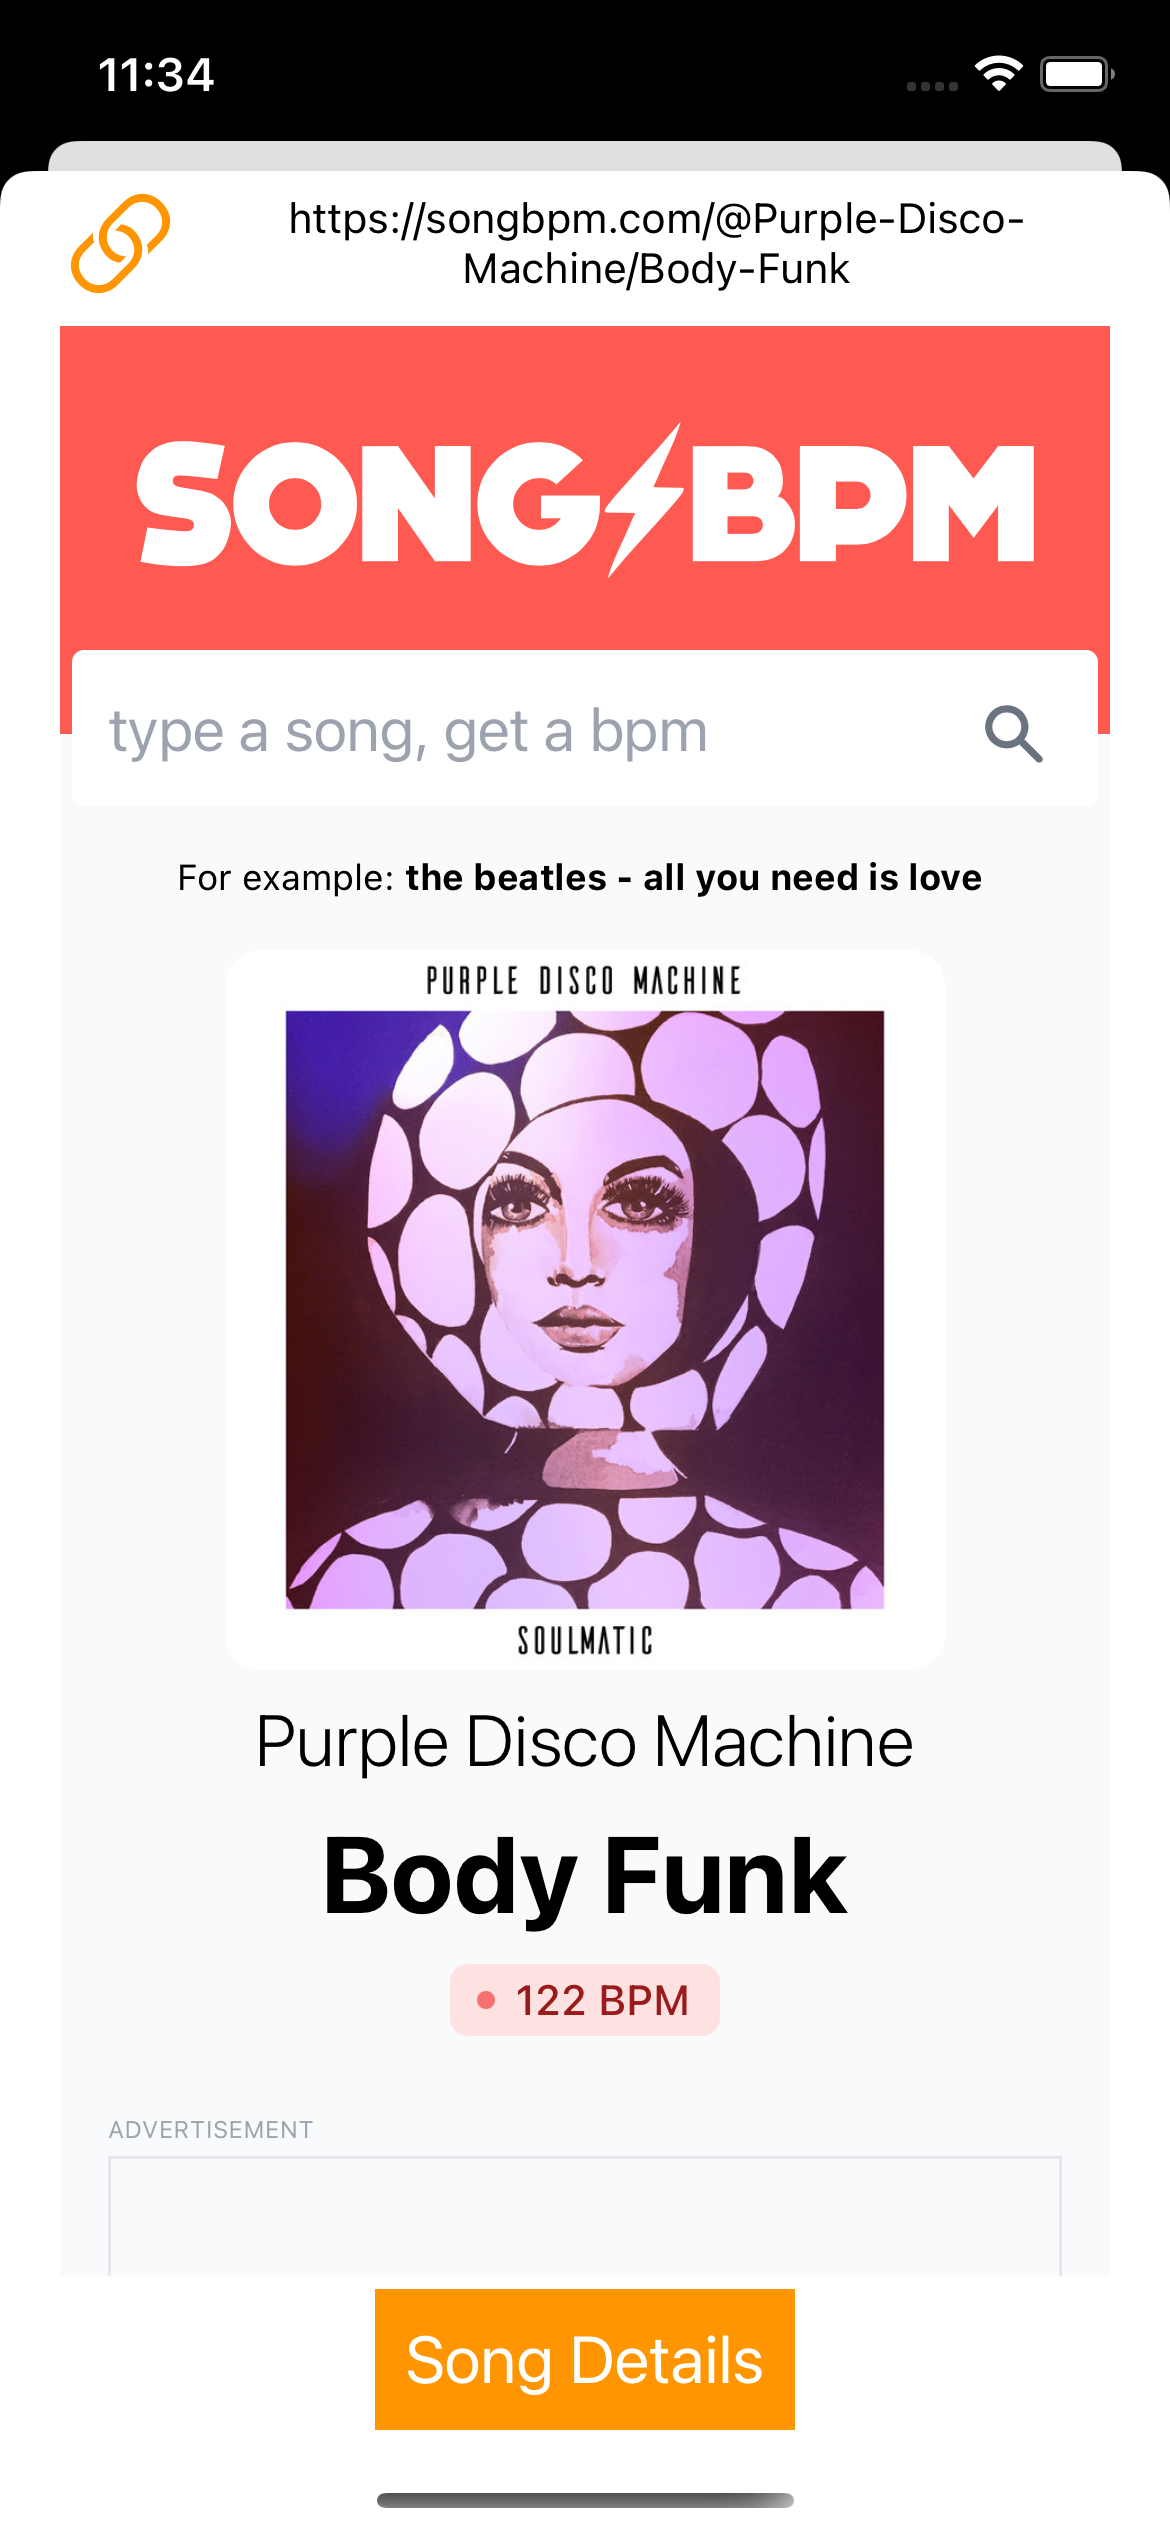 11:34
https://songbpm.com/@Purple-Disco-
Machine/Body-Funk
SONG BPM
type a song, get a bpm
For example: the beatles - all you need is love
PURPLE DISCO MACHINE
SOULMATIC
Purple Disco Machine
Body Funk
122 BPM
ADVERTISEMENT
Song Details